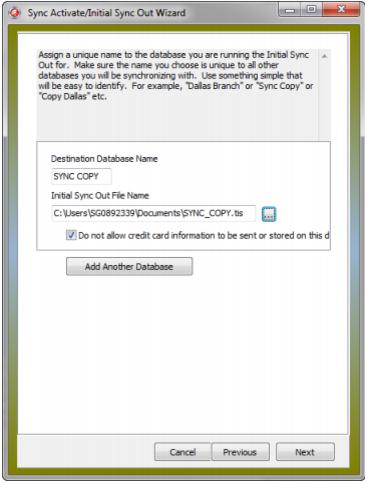 Sync Activate/Initial Sync Out Wizard
Assign a unique name to the database you are running the Initial Sync
Out for.  Make sure the name you choose is unique to all other
databases you will be synchronizing with.  Use something simple that
will be easy to identify.  For example, "Dallas Branch" or "Sync Copy" or
"Copy Dallas" etc.
Destination Database Name
SYNC COPY
Initial Sync Out File Name
C:\Users\SG0892339\Documents\SYNC_COPY.tis
...
Do not allow credit card information to be sent or stored on this d
Add Another Database
Cancel
Previous
Next